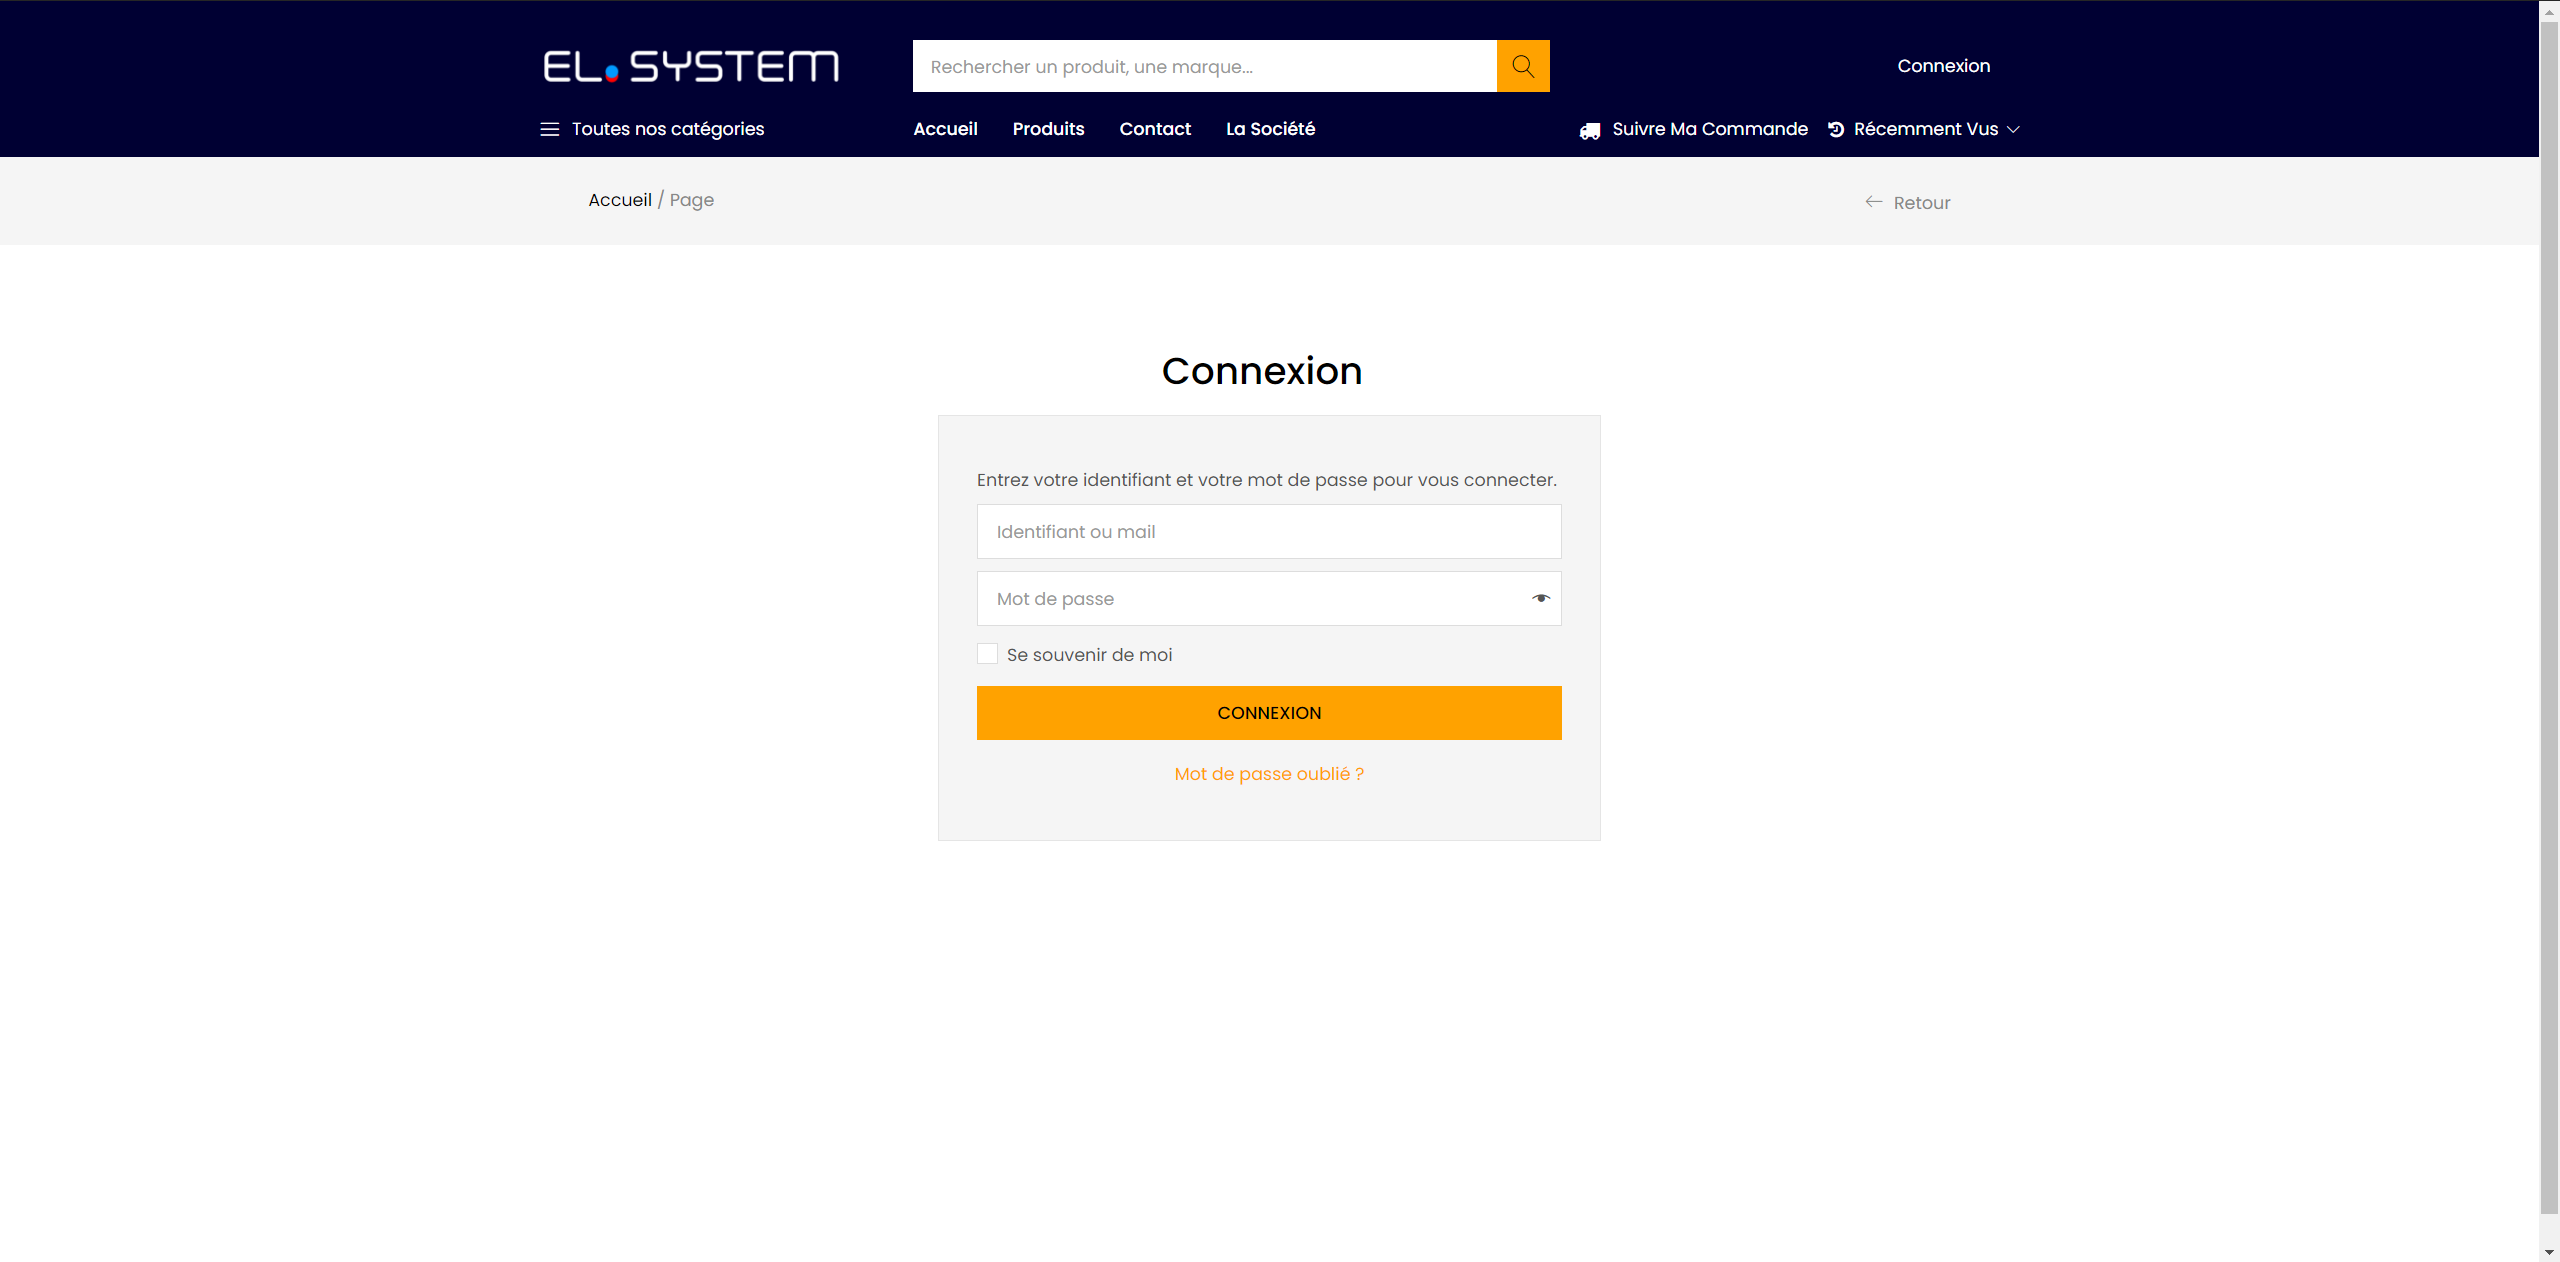 EL.SYSTEM
Rechercher un produit, une marque...
Connexion
Toutes nos catégories
Accueil
Produits
Contact
La Société
Suivre Ma Commande
Récemment Vus
Accueil / Page
Retour
Connexion
Entrez votre identifiant et votre mot de passe pour vous connecter.
Identifiant ou mail
Mot de passe
Se souvenir de moi
CONNEXION
Mot de passe oublié ?